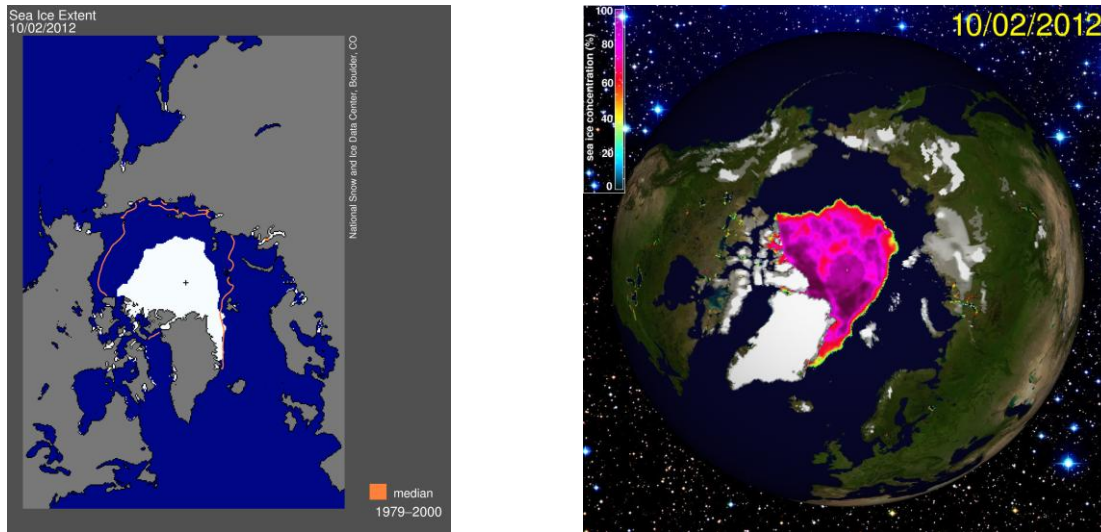 Sea Ice Extent
10/02/2012
National Snow and Ice Data Center, Boulder, CO
median
1979–2000
10/02/2012
sea ice concentration (%)
100
80
60
40
20
0